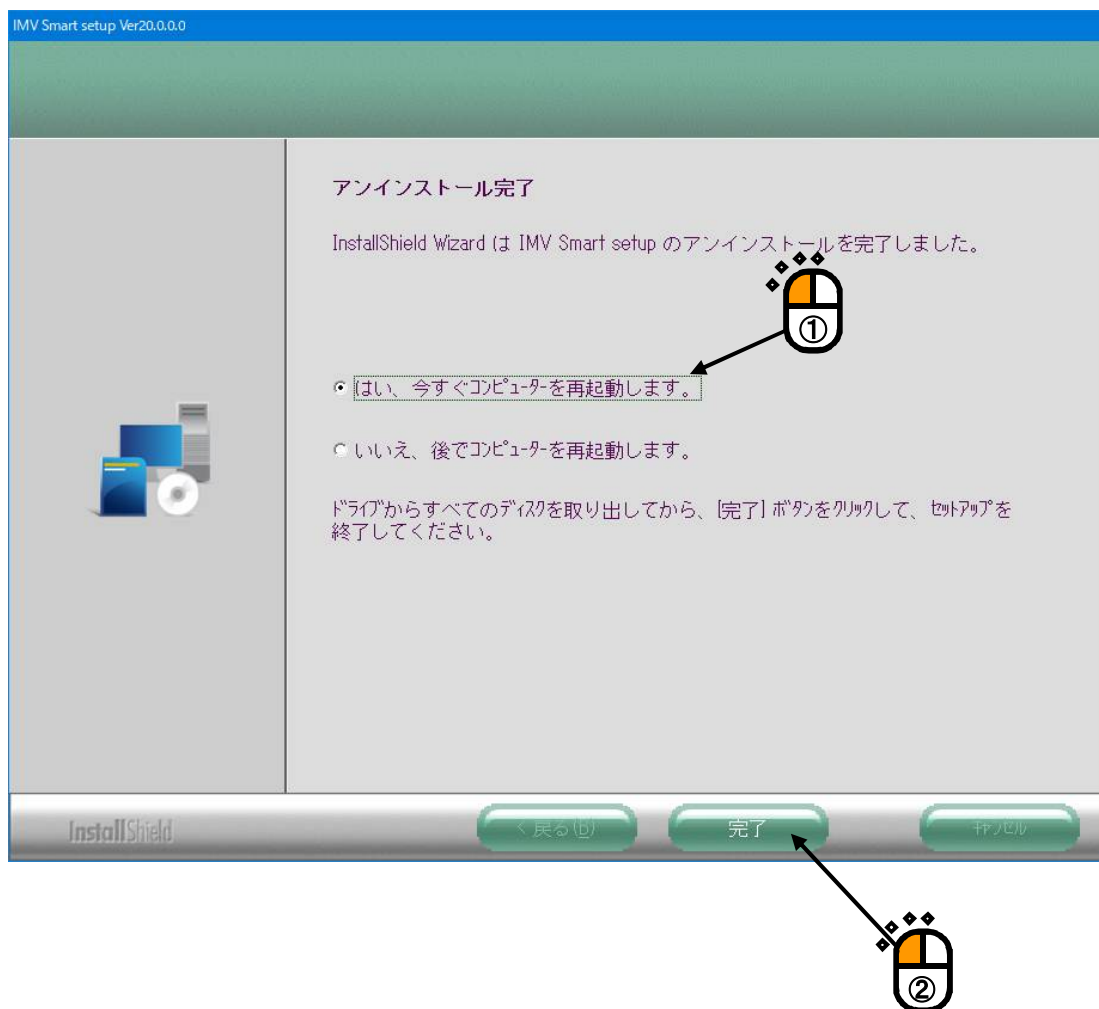 IMV Smart setup Ver20.0.0.0
アンインストール完了
InstallShield Wizard は IMV Smart setup のアンインストールを完了しました。
①
はい、今すぐｺﾝﾋﾟｭｰﾀｰを再起動します。
いいえ、後でｺﾝﾋﾟｭｰﾀｰを再起動します。
ﾄﾞﾗｲﾌﾞからすべてのﾃﾞｨｽｸを取り出してから、[完了] ﾎﾞﾀﾝをｸﾘｯｸして、ｾｯﾄｱｯﾌﾟを
終了してください。
InstallShield
< 戻る(B)
完了
ｷｬﾝｾﾙ
②